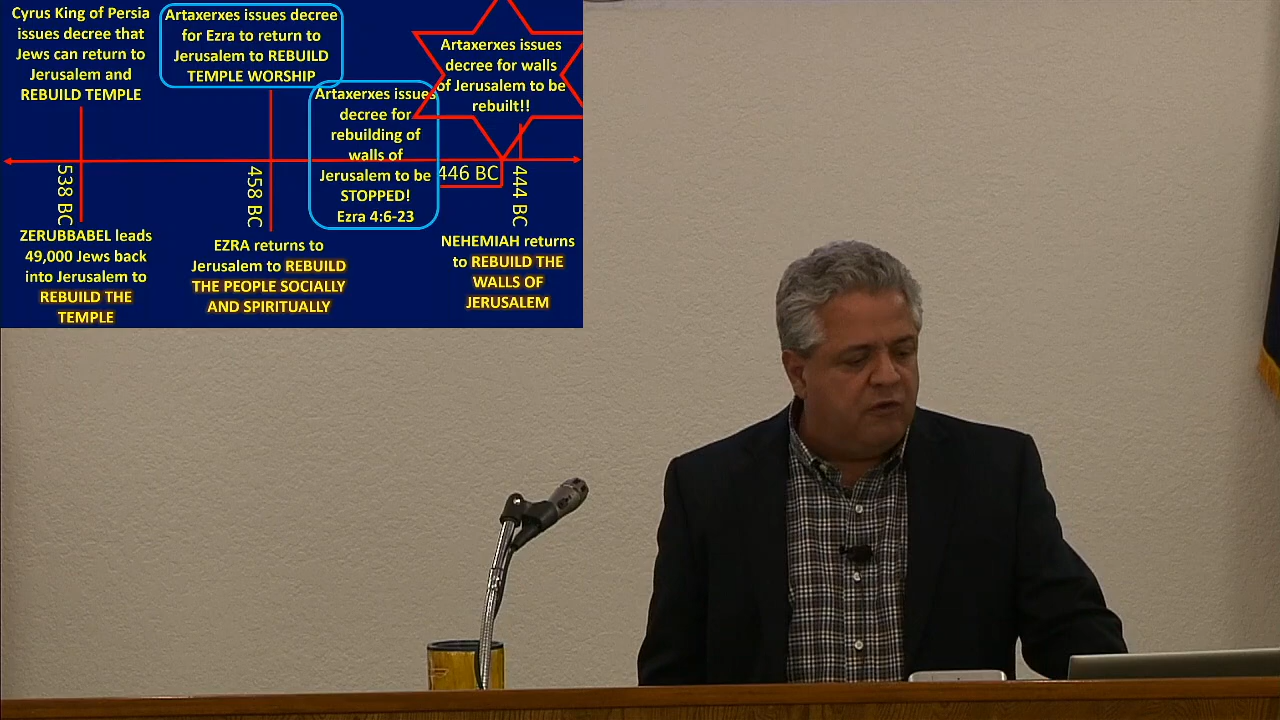 Cyrus King of Persia
issues decree that
Jews can return to
Jerusalem and
REBUILD TEMPLE
Artaxerxes issues decree
for Ezra to return to
Jerusalem to REBUILD
TEMPLE WORSHIP
Artaxerxes issues
decree for
rebuilding of
walls of
Jerusalem to be
STOPPED!
Ezra 4:6-23
Artaxerxes issues
decree for walls
of Jerusalem to be
rebuilt!!
538 BC
458 BC
446 BC
444 BC
ZERUBBABEL leads
49,000 Jews back
into Jerusalem to
REBUILD THE
TEMPLE
EZRA returns to
Jerusalem to REBUILD
THE PEOPLE SOCIALLY
AND SPIRITUALLY
NEHEMIAH returns
to REBUILD THE
WALLS OF
JERUSALEM